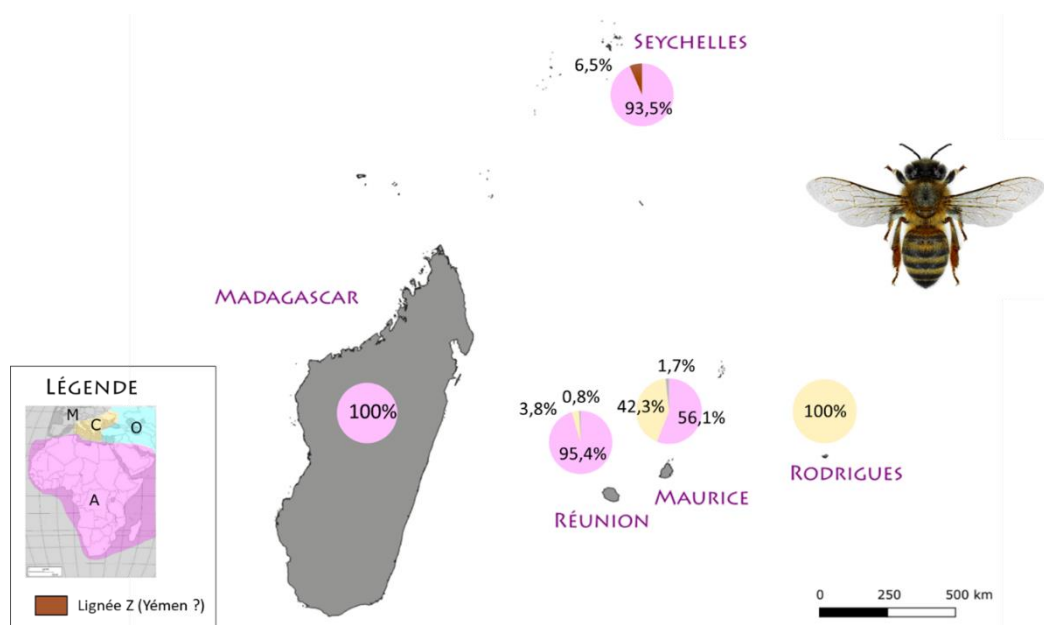 SEYCHELLES
6,5%
93,5%
MADAGASCAR
100%
3,8%
0,8%
95,4%
RÉUNION
1,7%
42,3%
56,1%
MAURICE
100%
RODRIGUES
LÉGENDE
M
C
O
A
Lignée Z (Yémen ?)
0 250 500 km